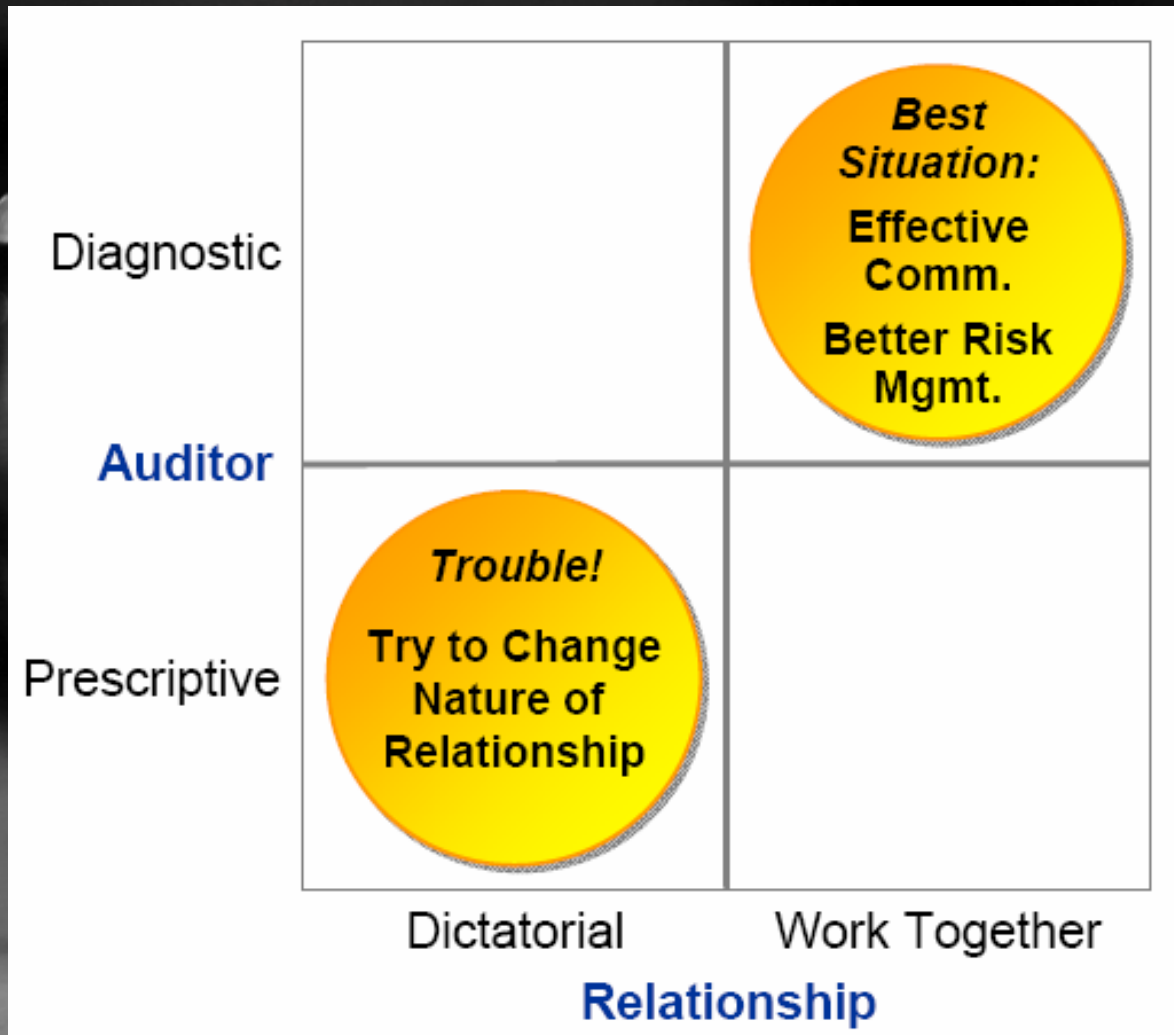 Best
Situation:
Effective
Comm.
Better Risk
Mgmt.
Diagnostic
Auditor
Trouble!
Try to Change
Nature of
Relationship
Prescriptive
Dictatorial
Work Together
Relationship